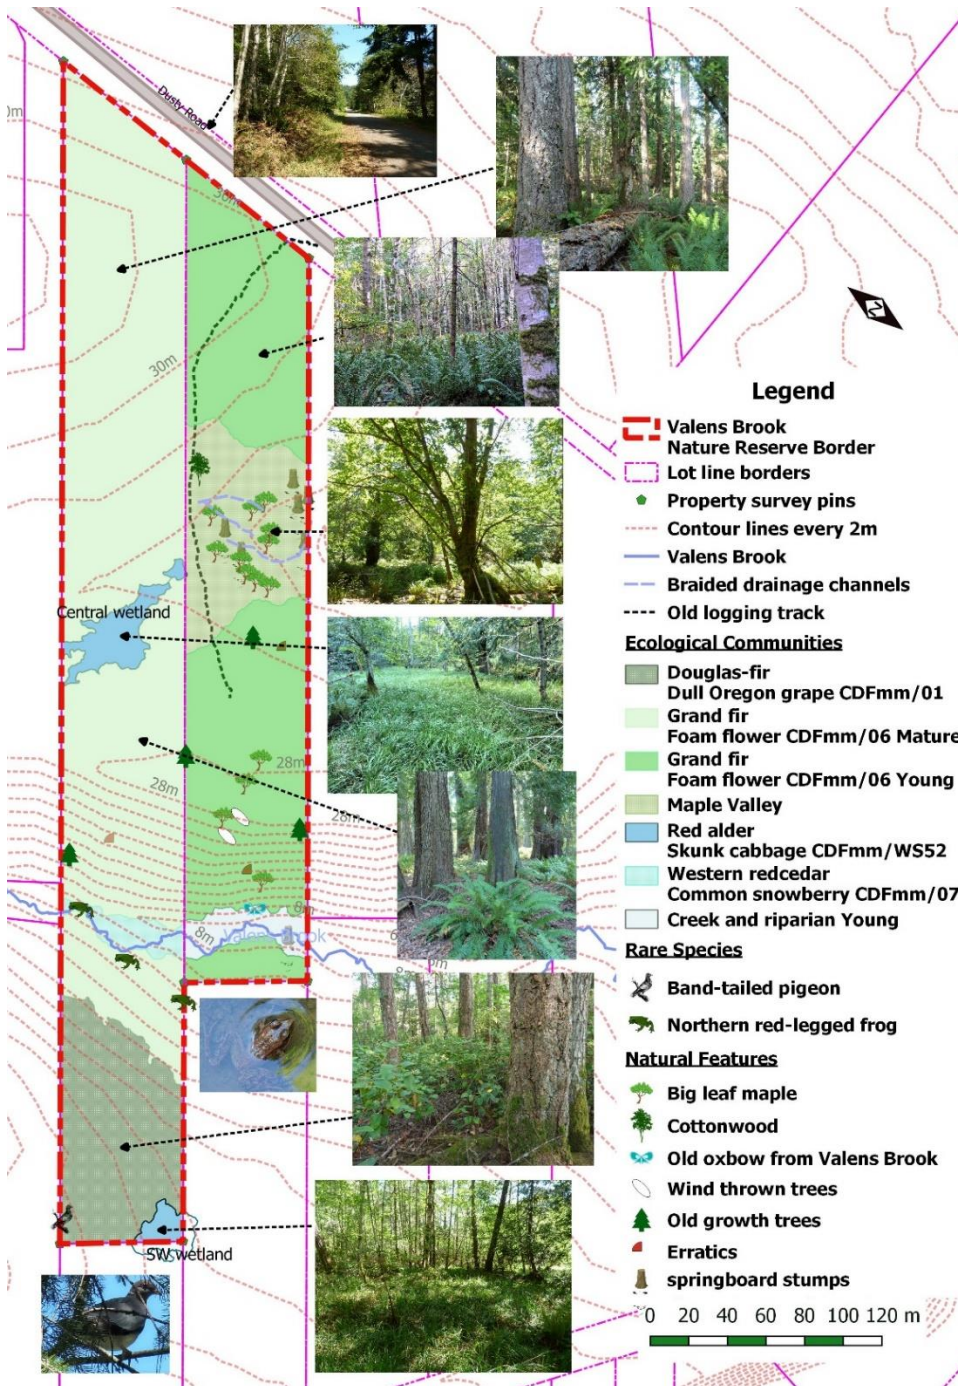 Dusty Road
0m
30m
30m
Central wetland
28m
28m
28m
8m
8m
Valens Brook
SW wetland
Legend
Valens Brook
Nature Reserve Border
Lot line borders
Property survey pins
Contour lines every 2m
Valens Brook
Braided drainage channels
Old logging track
Ecological Communities
Douglas-fir
Dull Oregon grape CDFmm/01
Grand fir
Foam flower CDFmm/06 Mature
Grand fir
Foam flower CDFmm/06 Young
Maple Valley
Red alder
Skunk cabbage CDFmm/WS52
Western redcedar
Common snowberry CDFmm/07
Creek and riparian Young
Rare Species
Band-tailed pigeon
Northern red-legged frog
Natural Features
Big leaf maple
Cottonwood
Old oxbow from Valens Brook
Wind thrown trees
Old growth trees
Erratics
springboard stumps
0 20 40 60 80 100 120 m